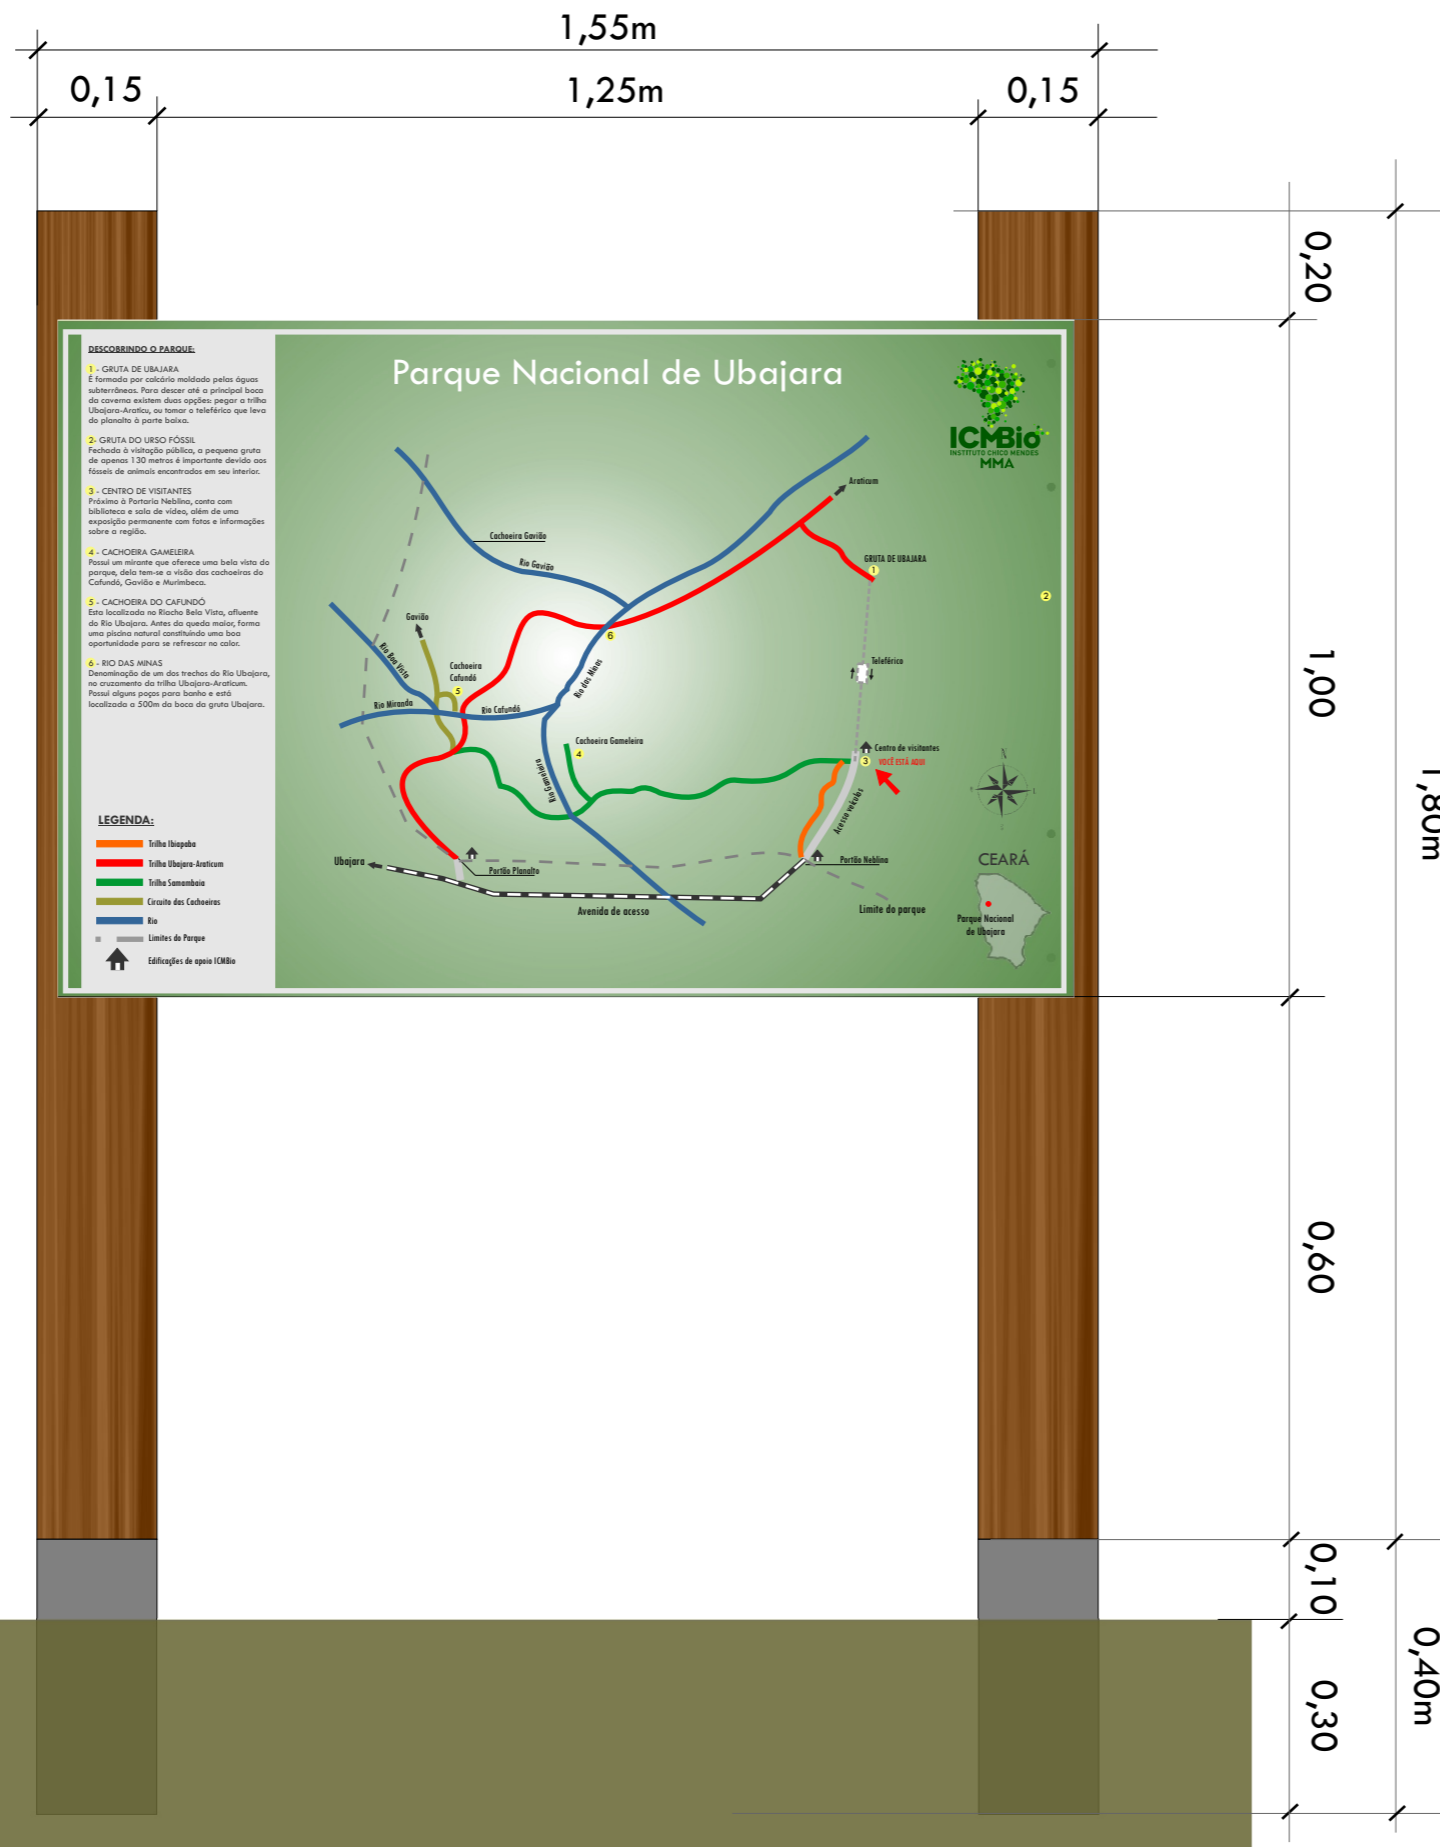 1,55m
0,15
1,25m
0,15
DESCOBRINDO O PARQUE:
1 - GRUTA DE UBAJARA
É formada por calcário moldado pelas águas
subterrâneas. Para descer até a principal boca
da caverna existem duas opções: pegar a trilha
Ubajara-Araticu, ou tomar o teleférico que leva
do planalto à parte baixa.
2- GRUTA DO URSO FÓSSIL
Fechada à visitação pública, a pequena gruta
de apenas 130 metros é importante devido aos
fósseis de animais encontradas em seu interior.
3 - CENTRO DE VISITANTES
Próximo à Portaria Neblina, conta com
biblioteca e sala de vídeo, além de uma
exposição permanente com fotos e informações
sobre a região.
4 - CACHOEIRA GAMELEIRA
Possui um mirante que oferece uma bela vista do
parque, dela tem-se a visão das cachoeiras do
Cafundó, Gavião e Murimbeca.
5 - CACHOEIRA DO CAFUNDÓ
Esta localizada no Riacho Bela Vista, afluente
do Rio Ubajara. Antes da queda maior, forma
uma piscina natural constituindo uma boa
oportunidade para se refrescar no calor.
6 - RIO DAS MINAS
Denominação de um dos trechos do Rio Ubajara,
no cruzamento da trilha Ubajara-Araticum.
Possui alguns poços para banho e está
localizada a 500m da boca da gruta Ubajara.
LEGENDA:
Trilha Ibiapaba
Trilha Ubajara-Araticum
Trilha Samambaia
Circuito das Cachoeiras
Rio
Limites do Parque
Edificações de apoio ICMBio
Parque Nacional de Ubajara
ICMBio
INSTITUTO CHICO MENDES
MMA
Araticum
Cachoeira Gavião
Rio Gavião
GRUTA DE UBAJARA
1
2
Gavião
6
Rio Boa Vista
Cachoeira
Cafundó
5
Rio das Minas
Teleférico
Rio Miranda
Rio Cafundó
Cachoeira Gameleira
4
Rio Gameleira
Centro de visitantes
3
VOCÊ ESTÁ AQUI
Acesso veículos
N
Ubajara
Portão Planalto
Portão Neblina
Avenida de acesso
Limite do parque
CEARÁ
Parque Nacional
de Ubajara
0,20
1,00
1,80m
0,60
0,10
0,30
0,40m